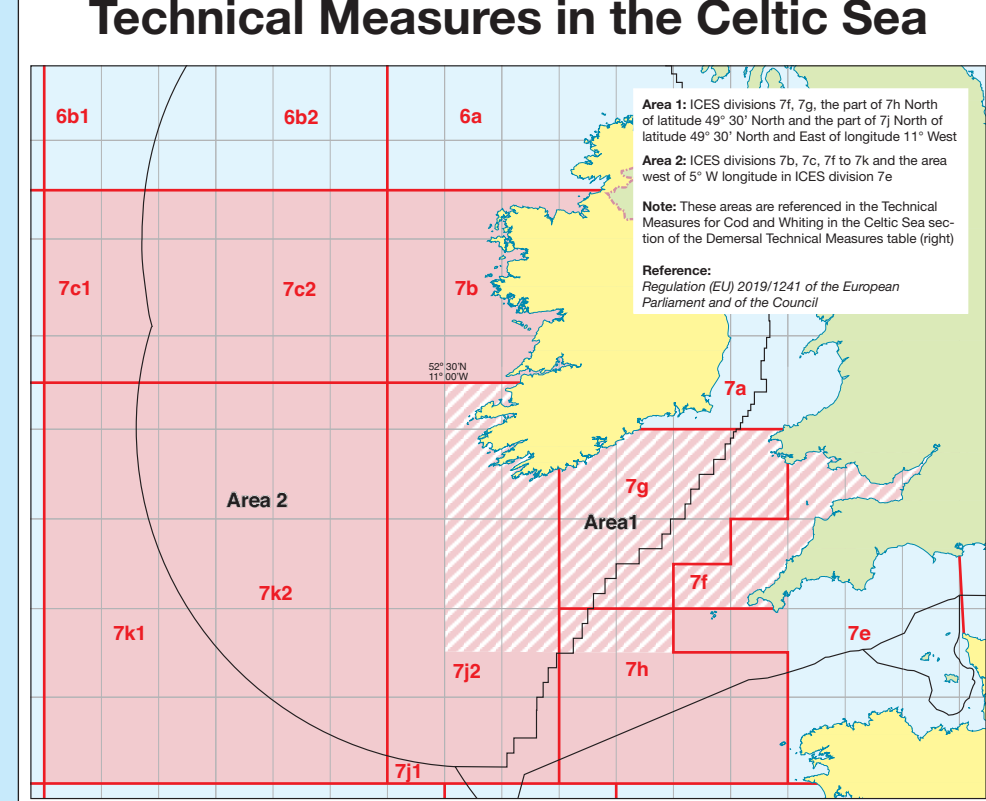 Technical Measures in the Celtic Sea
6b1
6b2
6a
Area 1: ICES divisions 7f, 7g, the part of 7h North
of latitude 49° 30’ North and the part of 7j North of
latitude 49° 30’ North and East of longitude 11° West
Area 2: ICES divisions 7b, 7c, 7f to 7k and the area
west of 5° W longitude in ICES division 7e
Note: These areas are referenced in the Technical
Measures for Cod and Whiting in the Celtic Sea sec-
tion of the Demersal Technical Measures table (right)
Reference:
Regulation (EU) 2019/1241 of the European
Parliament and of the Council
7c1
7c2
7b
52° 30'N
11° 00'W
7a
7g
Area 2
Area1
7f
7k2
7k1
7e
7j2
7h
7j1